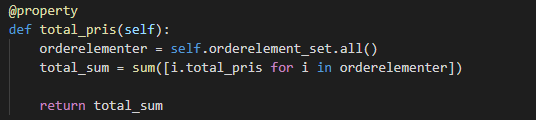 @property
def total_pris(self):
    orderelementer = self.orderelement_set.all()
    total_sum = sum([i.total_pris for i in orderelementer])

    return total_sum